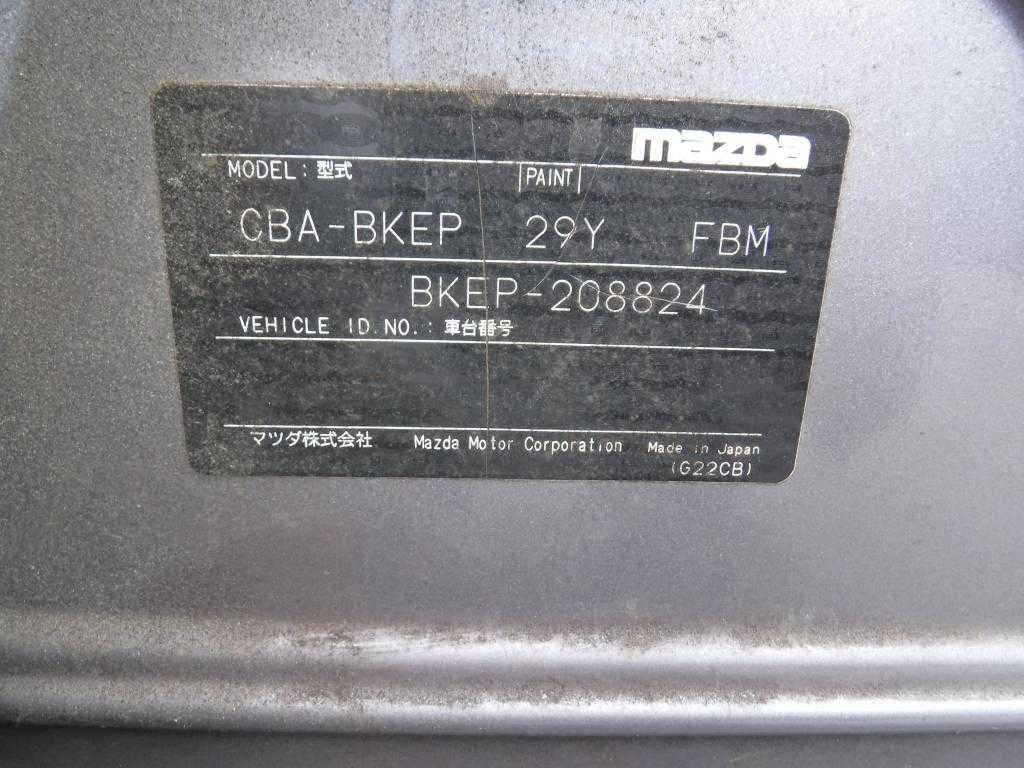 mazda
MODEL : 型式 PAINT
CBA-BKEP 29Y FBM
BKEP-208824
VEHICLE ID NO. : 車台番号
マツダ株式会社 Mazda Motor Corporation Made in Japan
(G22CB)